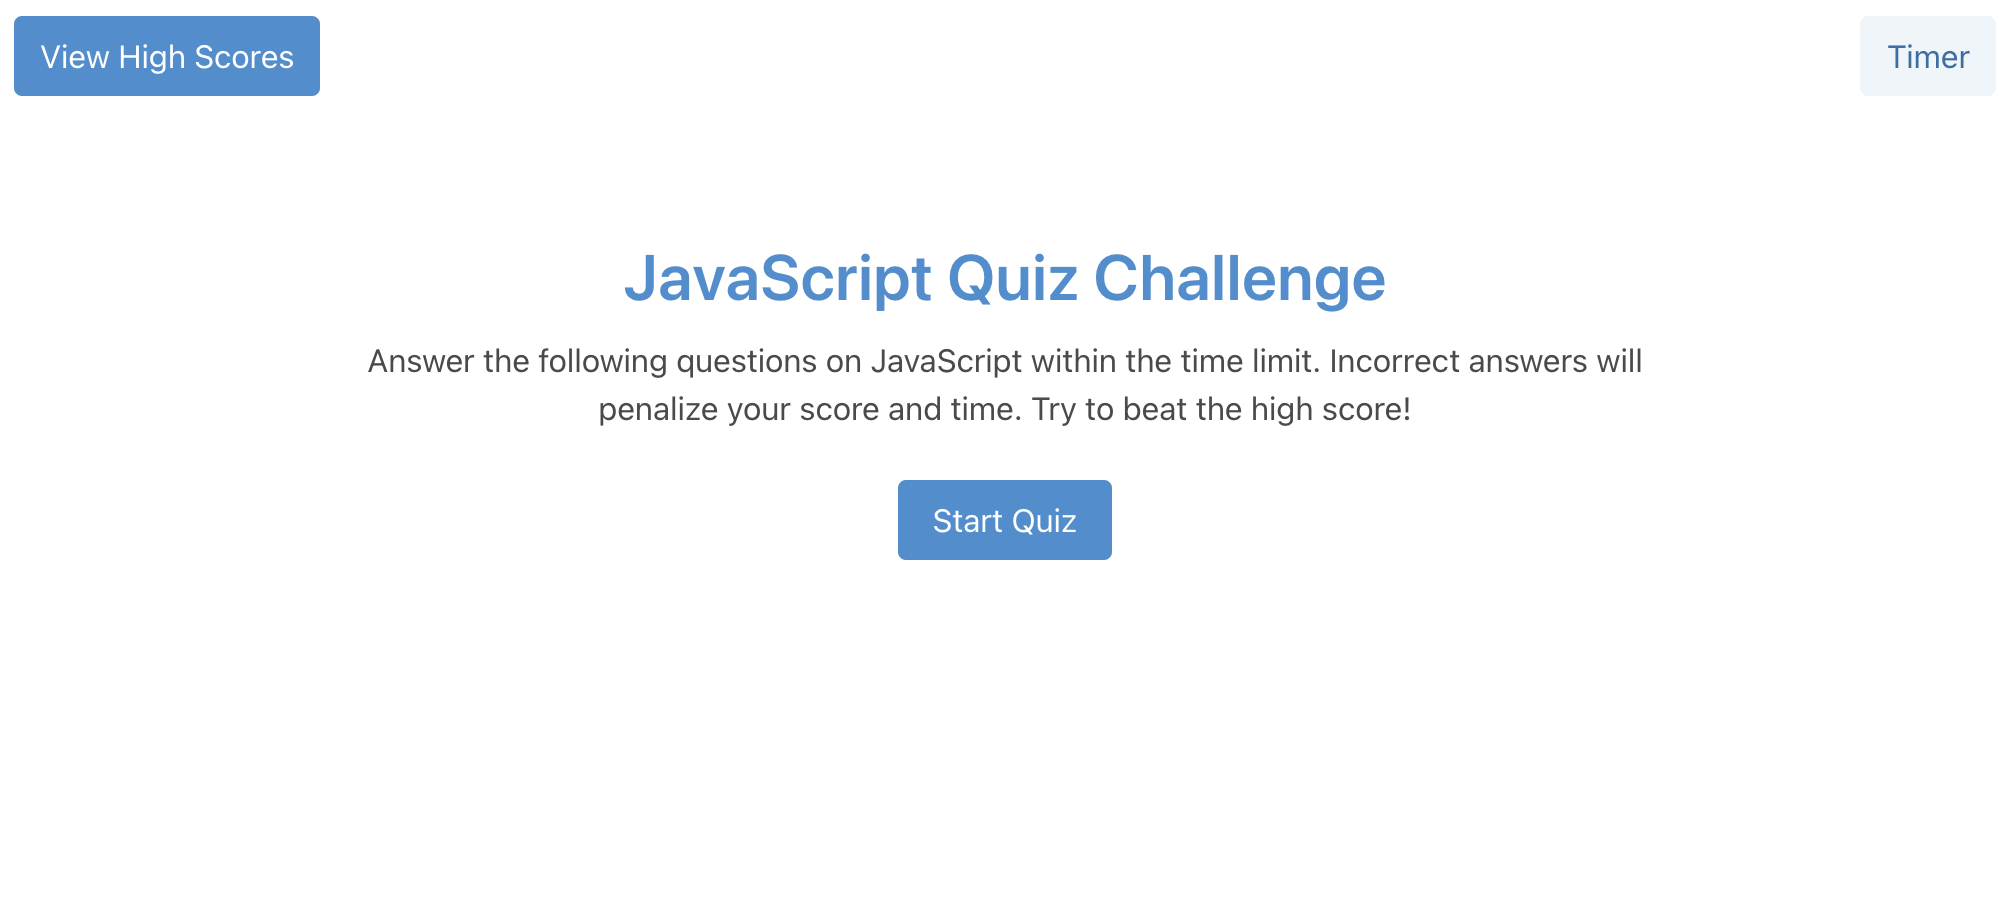 View High Scores
Timer
JavaScript Quiz Challenge
Answer the following questions on JavaScript within the time limit. Incorrect answers will
penalize your score and time. Try to beat the high score!
Start Quiz